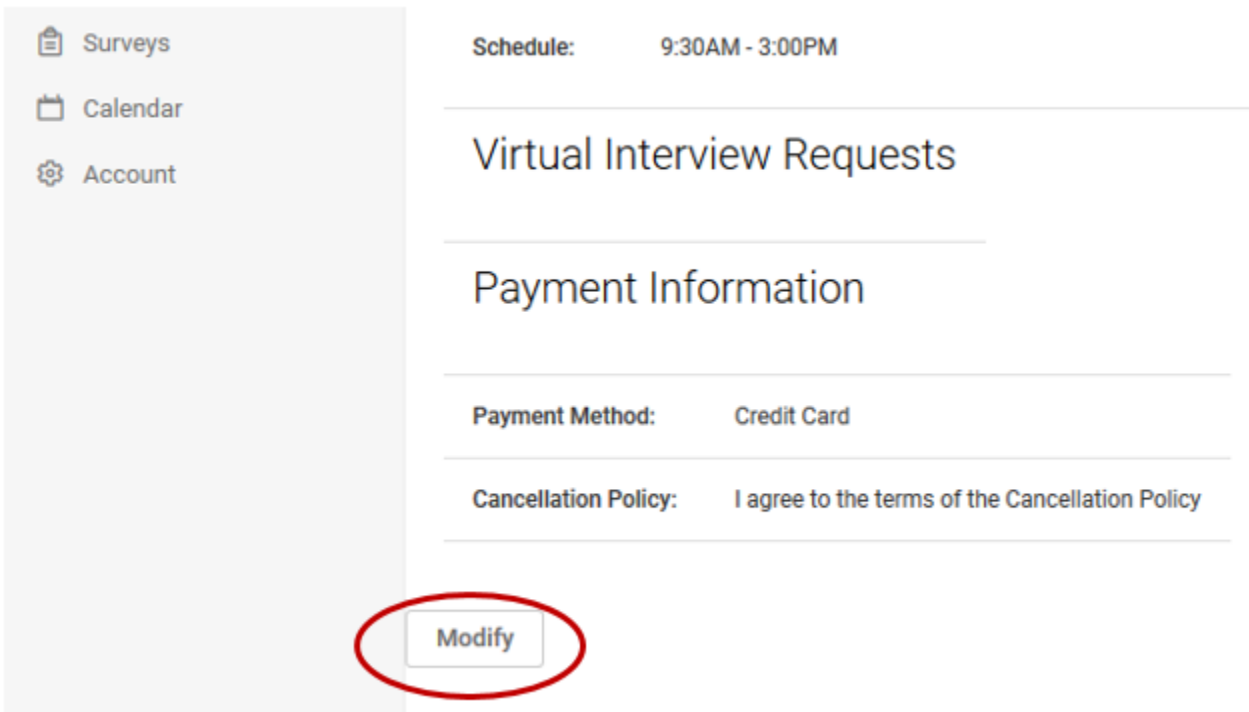 Surveys
Calendar
Account
Schedule: 9:30AM - 3:00PM
Virtual Interview Requests
Payment Information
Payment Method: Credit Card
Cancellation Policy: I agree to the terms of the Cancellation Policy
Modify